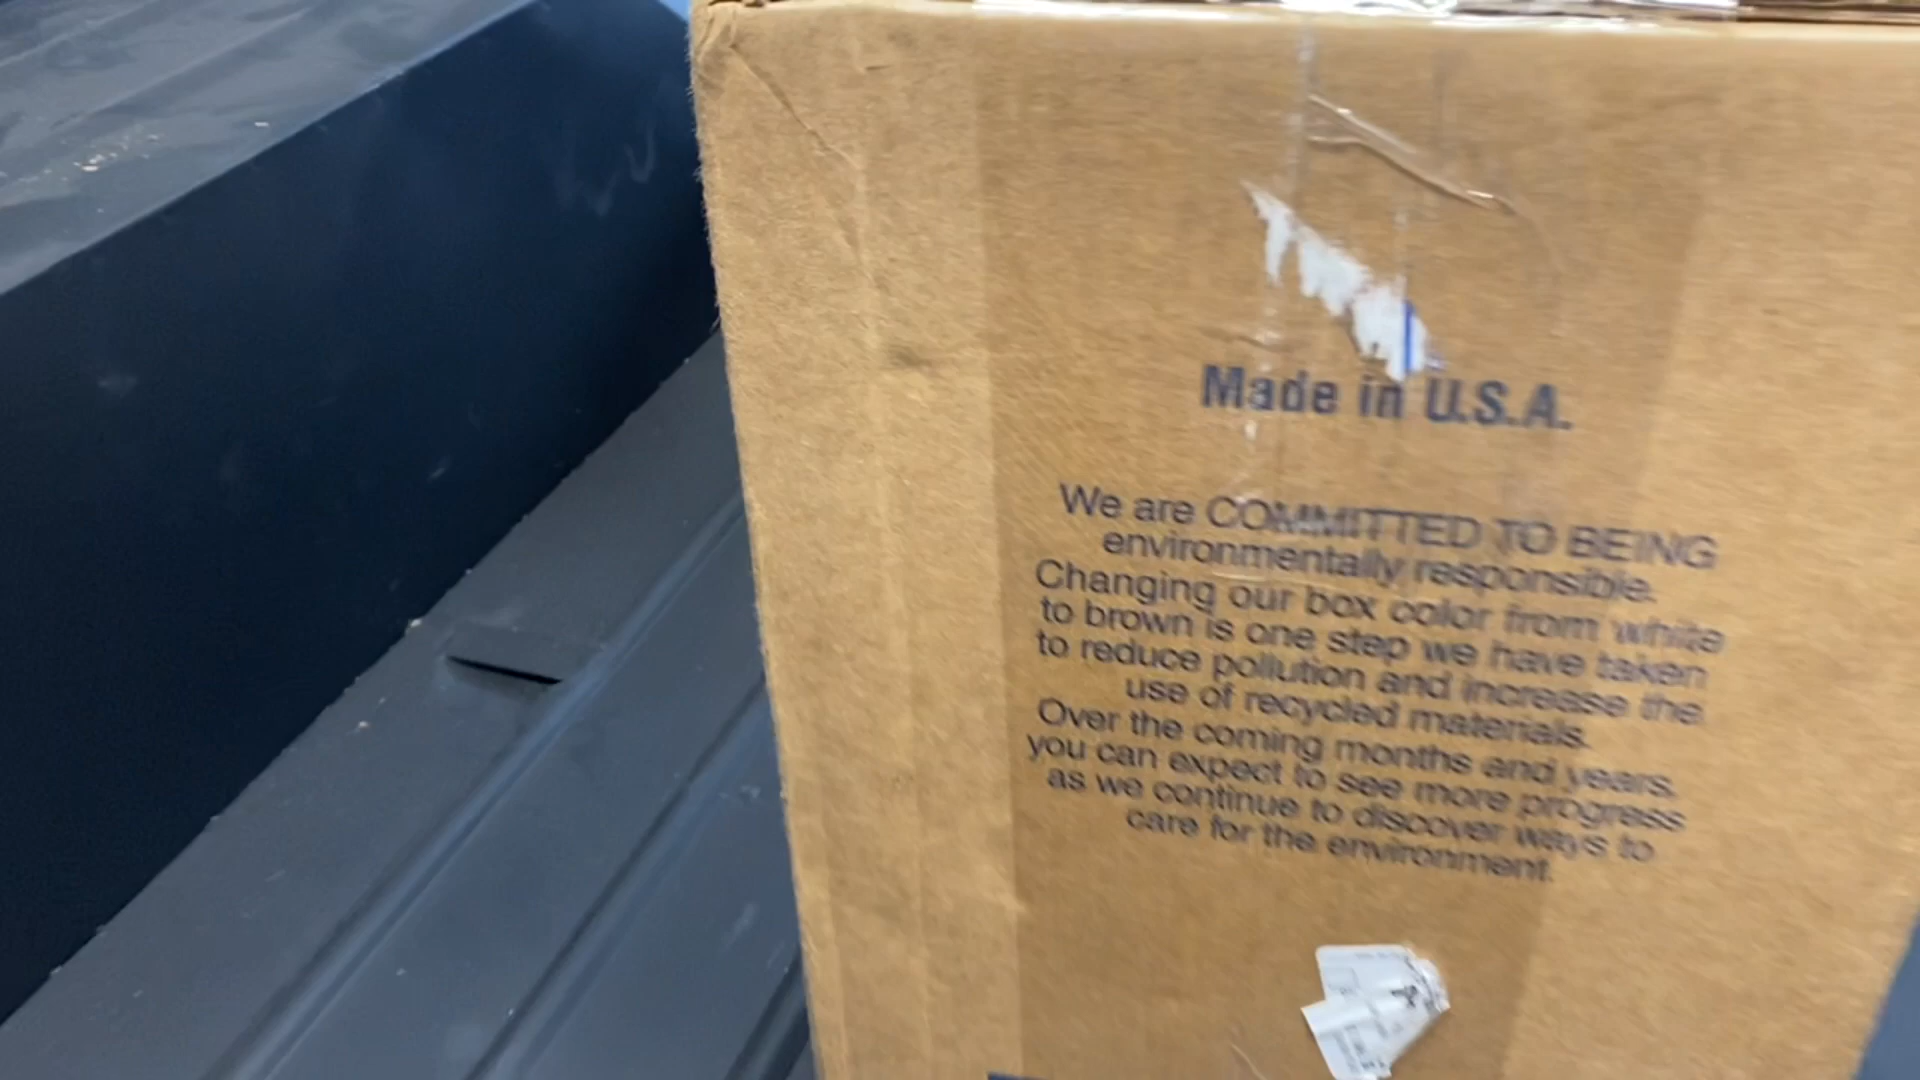 Made in U.S.A.
We are COMMITTED TO BEING
environmentally responsible.
Changing our box color from white
to brown is one step we have taken
to reduce pollution and increase the
use of recycled materials.
Over the coming months and years,
you can expect to see more progress
as we continue to discover ways to
care for the environment.